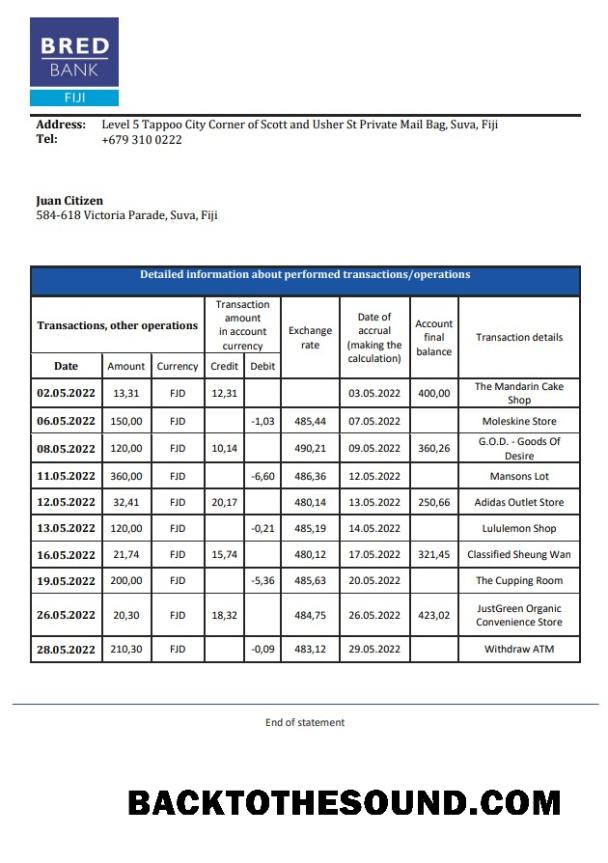 BRED
BANK
FIJI
Address: Level 5 Tappoo City Corner of Scott and Usher St Private Mail Bag, Suva, Fiji
Tel: +679 310 0222
Juan Citizen
584-618 Victoria Parade, Suva, Fiji
Detailed information about performed transactions/operations
Transactions, other operations
Transaction
amount
in account
currency
Exchange
rate
Date of
accrual
(making the
calculation)
Account
final
balance
Transaction details
Date Amount Currency Credit Debit
02.05.2022 13,31 FJD 12,31 03.05.2022 400,00 The Mandarin Cake
Shop
06.05.2022 150,00 FJD -1,03 485,44 07.05.2022 Moleskine Store
08.05.2022 120,00 FJD 10,14 490,21 09.05.2022 360,26 G.O.D. - Goods Of
Desire
11.05.2022 360,00 FJD -6,60 486,36 12.05.2022 Mansons Lot
12.05.2022 32,41 FJD 20,17 480,14 13.05.2022 250,66 Adidas Outlet Store
13.05.2022 120,00 FJD -0,21 485,19 14.05.2022 Lululemon Shop
16.05.2022 21,74 FJD 15,74 480,12 17.05.2022 321,45 Classified Sheung Wan
19.05.2022 200,00 FJD -5,36 485,63 20.05.2022 The Cupping Room
26.05.2022 20,30 FJD 18,32 484,75 26.05.2022 423,02 JustGreen Organic
Convenience Store
28.05.2022 210,30 FJD -0,09 483,12 29.05.2022 Withdraw ATM
End of statement
BACKTOTHESOUND.COM